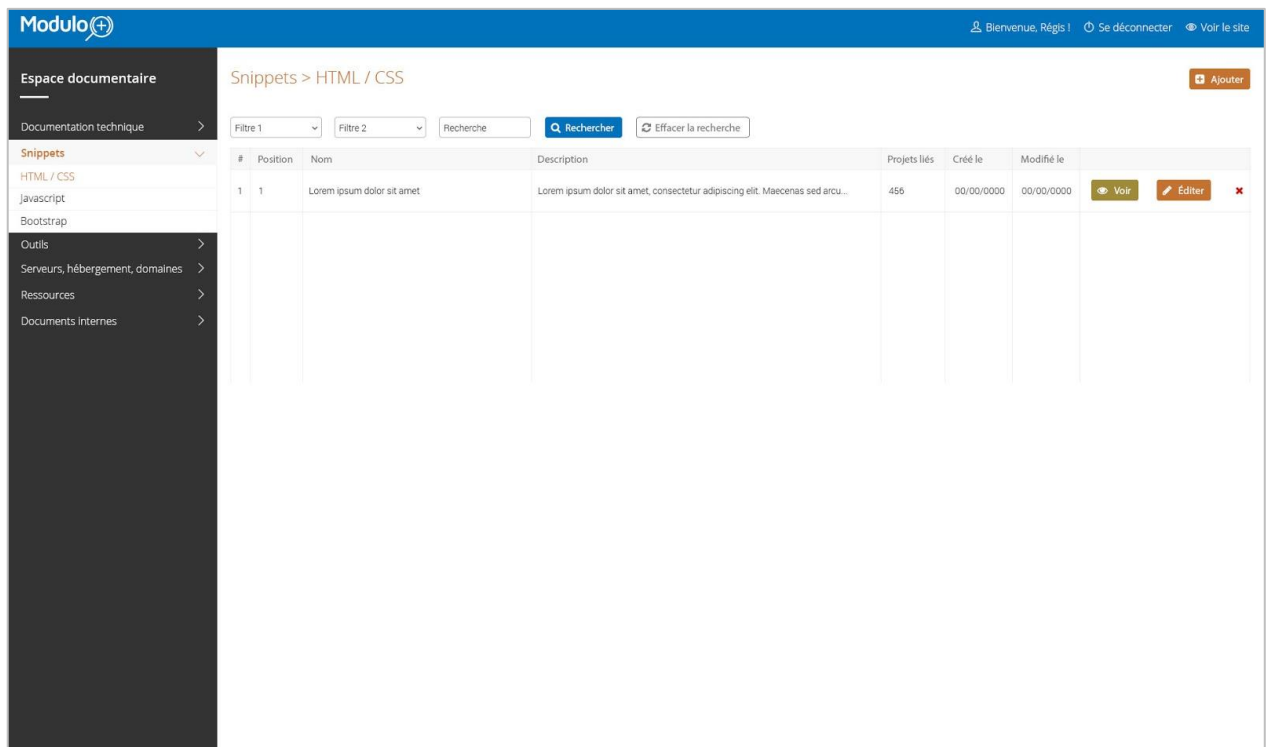 Modulo(+)
Bienvenue, Régis ! Se déconnecter Voir le site
Espace documentaire
Documentation technique
Snippets
HTML / CSS
Javascript
Bootstrap
Outils
Serveurs, hébergement, domaines
Ressources
Documents internes
Snippets > HTML / CSS
Ajouter
Filtre 1 Filtre 2 Recherche Rechercher Effacer la recherche
# Position Nom Description Projets liés Créé le Modifié le
1 1 Lorem ipsum dolor sit amet Lorem ipsum dolor sit amet, consectetur adipiscing elit. Maecenas sed arcu... 456 00/00/0000 00/00/0000 Voir Éditer